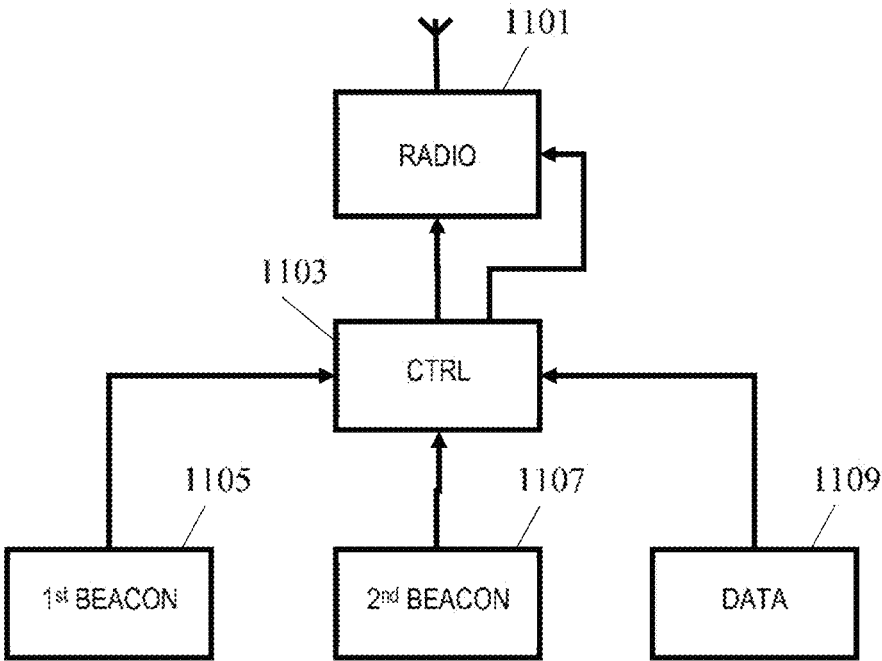 1101
RADIO
1103
CTRL
1105
1107
1109
1st BEACON
2nd BEACON
DATA